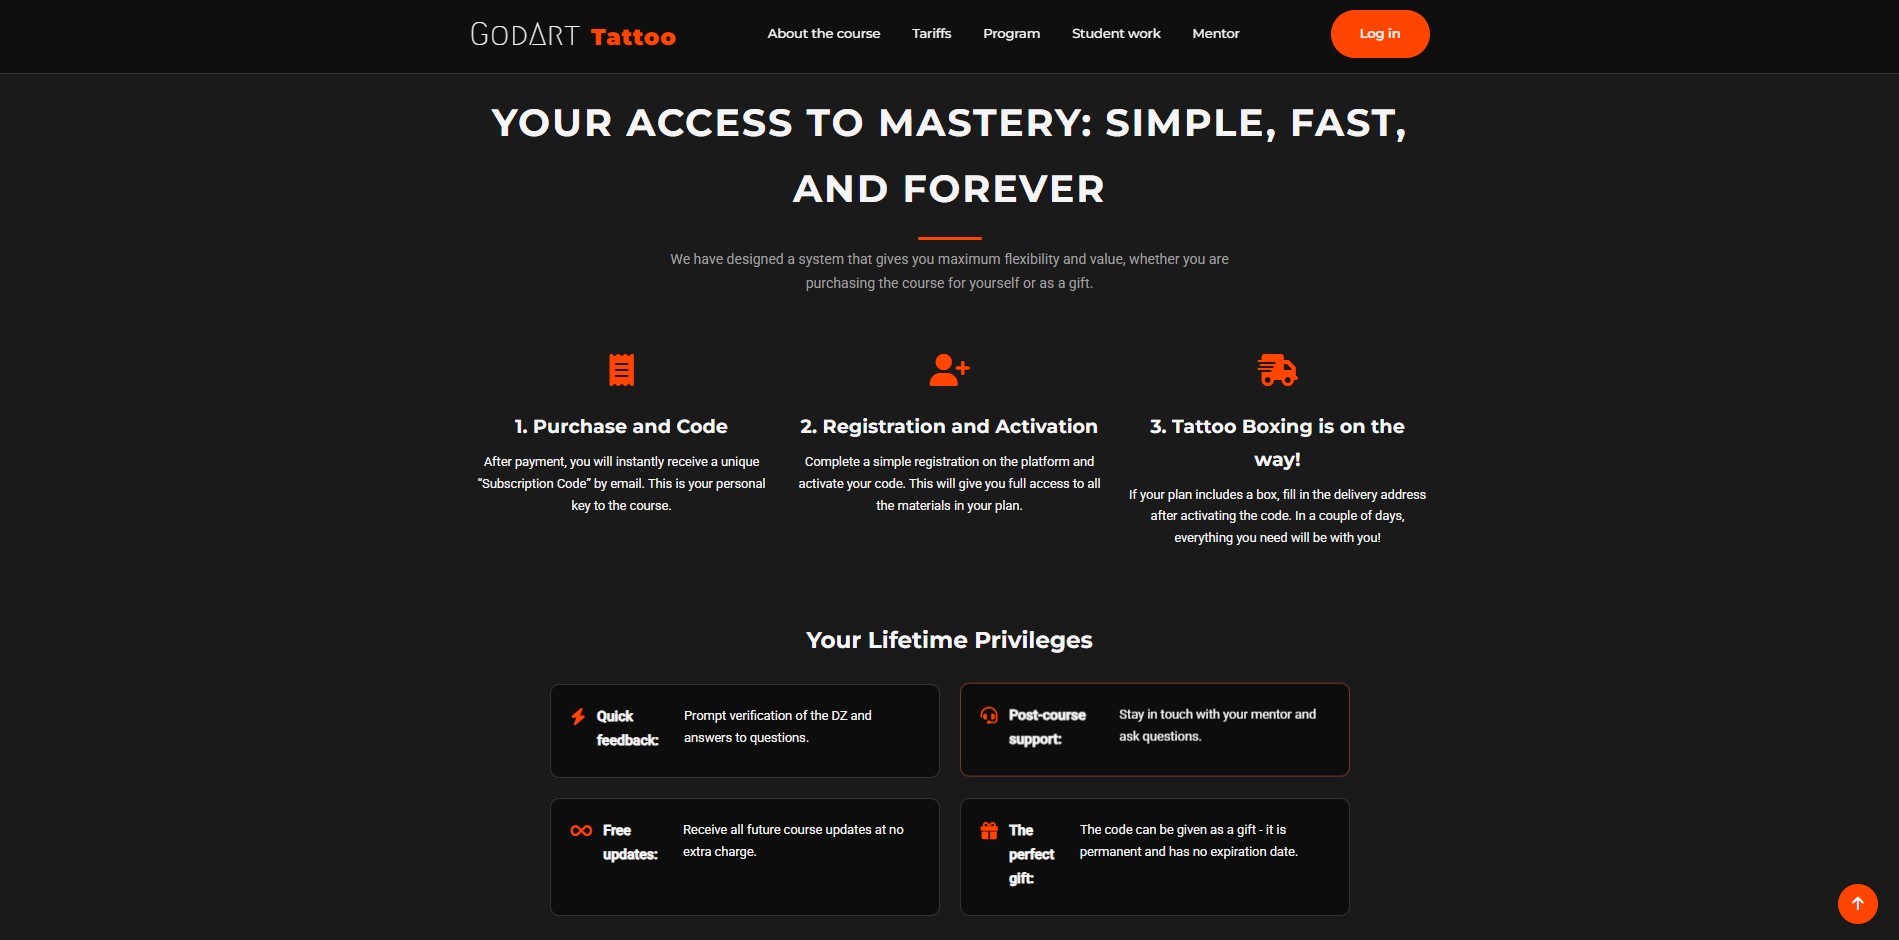 GODART Tattoo
About the course Tariffs Program Student work Mentor
Log in
YOUR ACCESS TO MASTERY: SIMPLE, FAST,
AND FOREVER
We have designed a system that gives you maximum flexibility and value, whether you are
purchasing the course for yourself or as a gift.
1. Purchase and Code
After payment, you will instantly receive a unique
“Subscription Code” by email. This is your personal
key to the course.
2. Registration and Activation
Complete a simple registration on the platform and
activate your code. This will give you full access to all
the materials in your plan.
3. Tattoo Boxing is on the
way!
If your plan includes a box, fill in the delivery address
after activating the code. In a couple of days,
everything you need will be with you!
Your Lifetime Privileges
Quick
feedback:
Prompt verification of the DZ and
answers to questions.
Post-course
support:
Stay in touch with your mentor and
ask questions.
Free
updates:
Receive all future course updates at no
extra charge.
The
perfect
gift:
The code can be given as a gift - it is
permanent and has no expiration date.